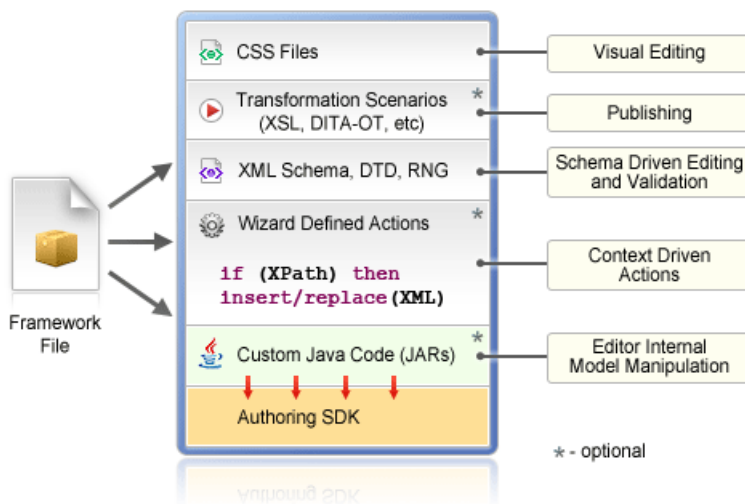 CSS Files
Visual Editing
Transformation Scenarios *
(XSL, DITA-OT, etc)
Publishing
XML Schema, DTD, RNG
Schema Driven Editing
and Validation
Wizard Defined Actions *
if (XPath) then
insert/replace(XML)
Context Driven
Actions
Framework
File
Custom Java Code (JARs) *
Editor Internal
Model Manipulation
Authoring SDK
* - optional
Authoring SDK